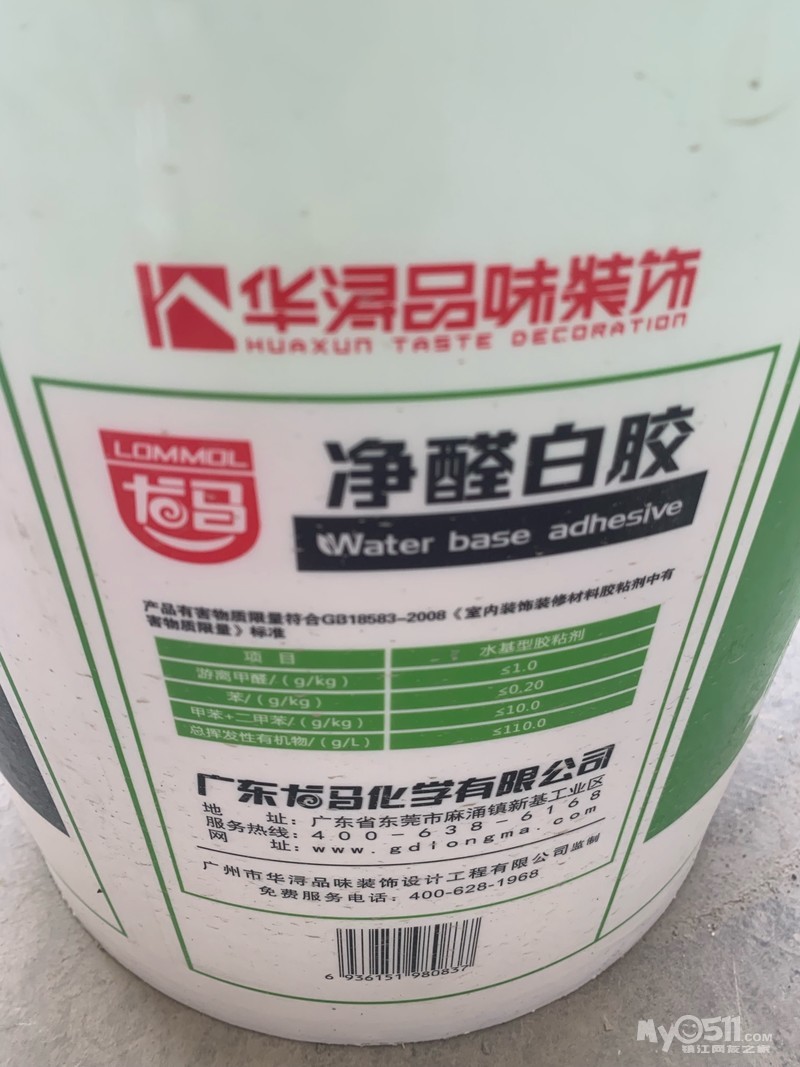 华浔品味装饰
HUAXUN TASTE DECORATION
LOMMOL
龙马
净醛白胶
Water base adhesive
产品有害物质限量符合GB18583-2008《室内装饰装修材料胶粘剂中有
害物质限量》标准
项 目 水基型胶粘剂
游离甲醛/(g/kg) ≤1.0
苯/(g/kg) ≤0.20
甲苯+二甲苯/(g/kg) ≤10.0
总挥发性有机物/(g/L) ≤110.0
广东龙马化学有限公司
地 址: 广东省东莞市麻涌镇新基工业区
服务热线: 400-638-6168
网 址: www.gdlongma.com
广州市华浔品味装饰设计工程有限公司监制
免费服务电话: 400-628-1968
6 936151 980837
My0511.COM
镇江网友之家